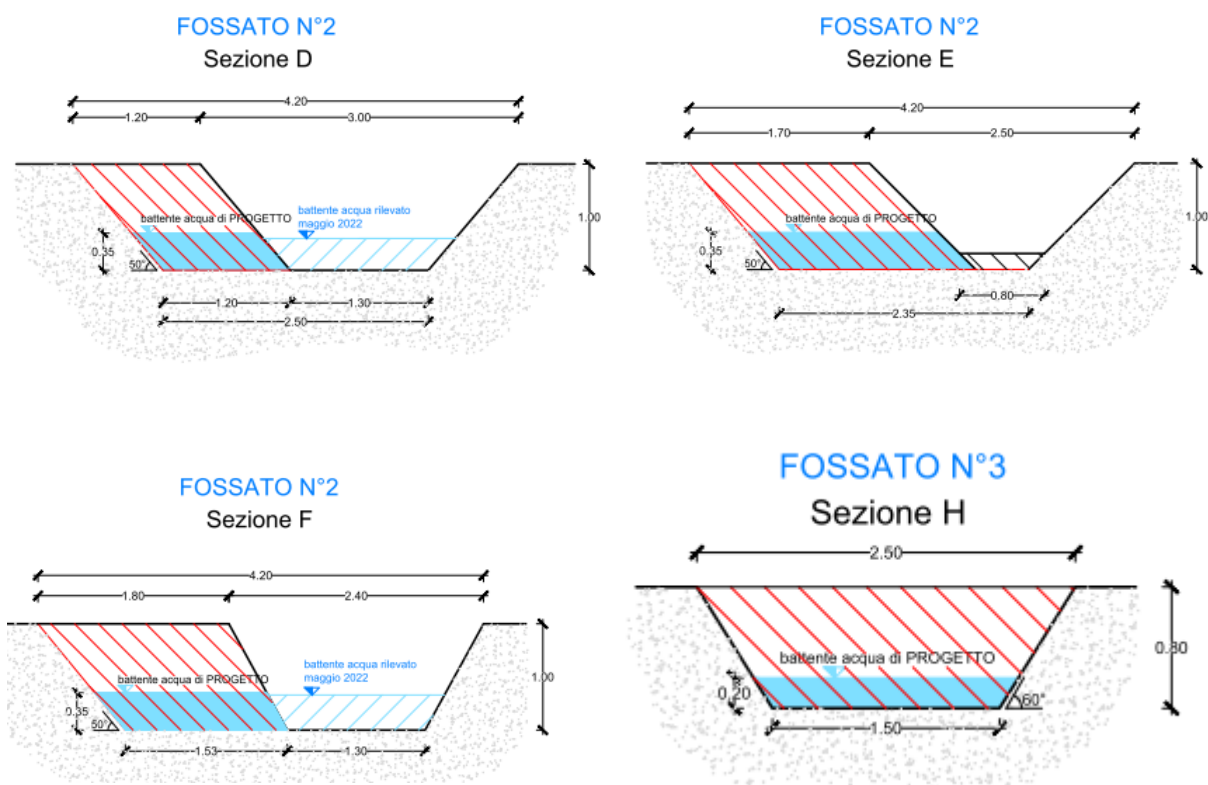 FOSSATO N°2
Sezione D
4.20
1.20
3.00
battente acqua di PROGETTO
battente acqua rilevato
maggio 2022
1.00
0.35
50°
1.20
1.30
2.50
FOSSATO N°2
Sezione E
4.20
1.70
2.50
battente acqua di PROGETTO
1.00
0.35
50°
0.80
2.35
FOSSATO N°2
Sezione F
4.20
1.80
2.40
battente acqua rilevato
maggio 2022
battente acqua di PROGETTO
1.00
0.35
50°
1.53
1.30
FOSSATO N°3
Sezione H
2.50
battente acqua di PROGETTO
0.80
0.20
60°
1.50